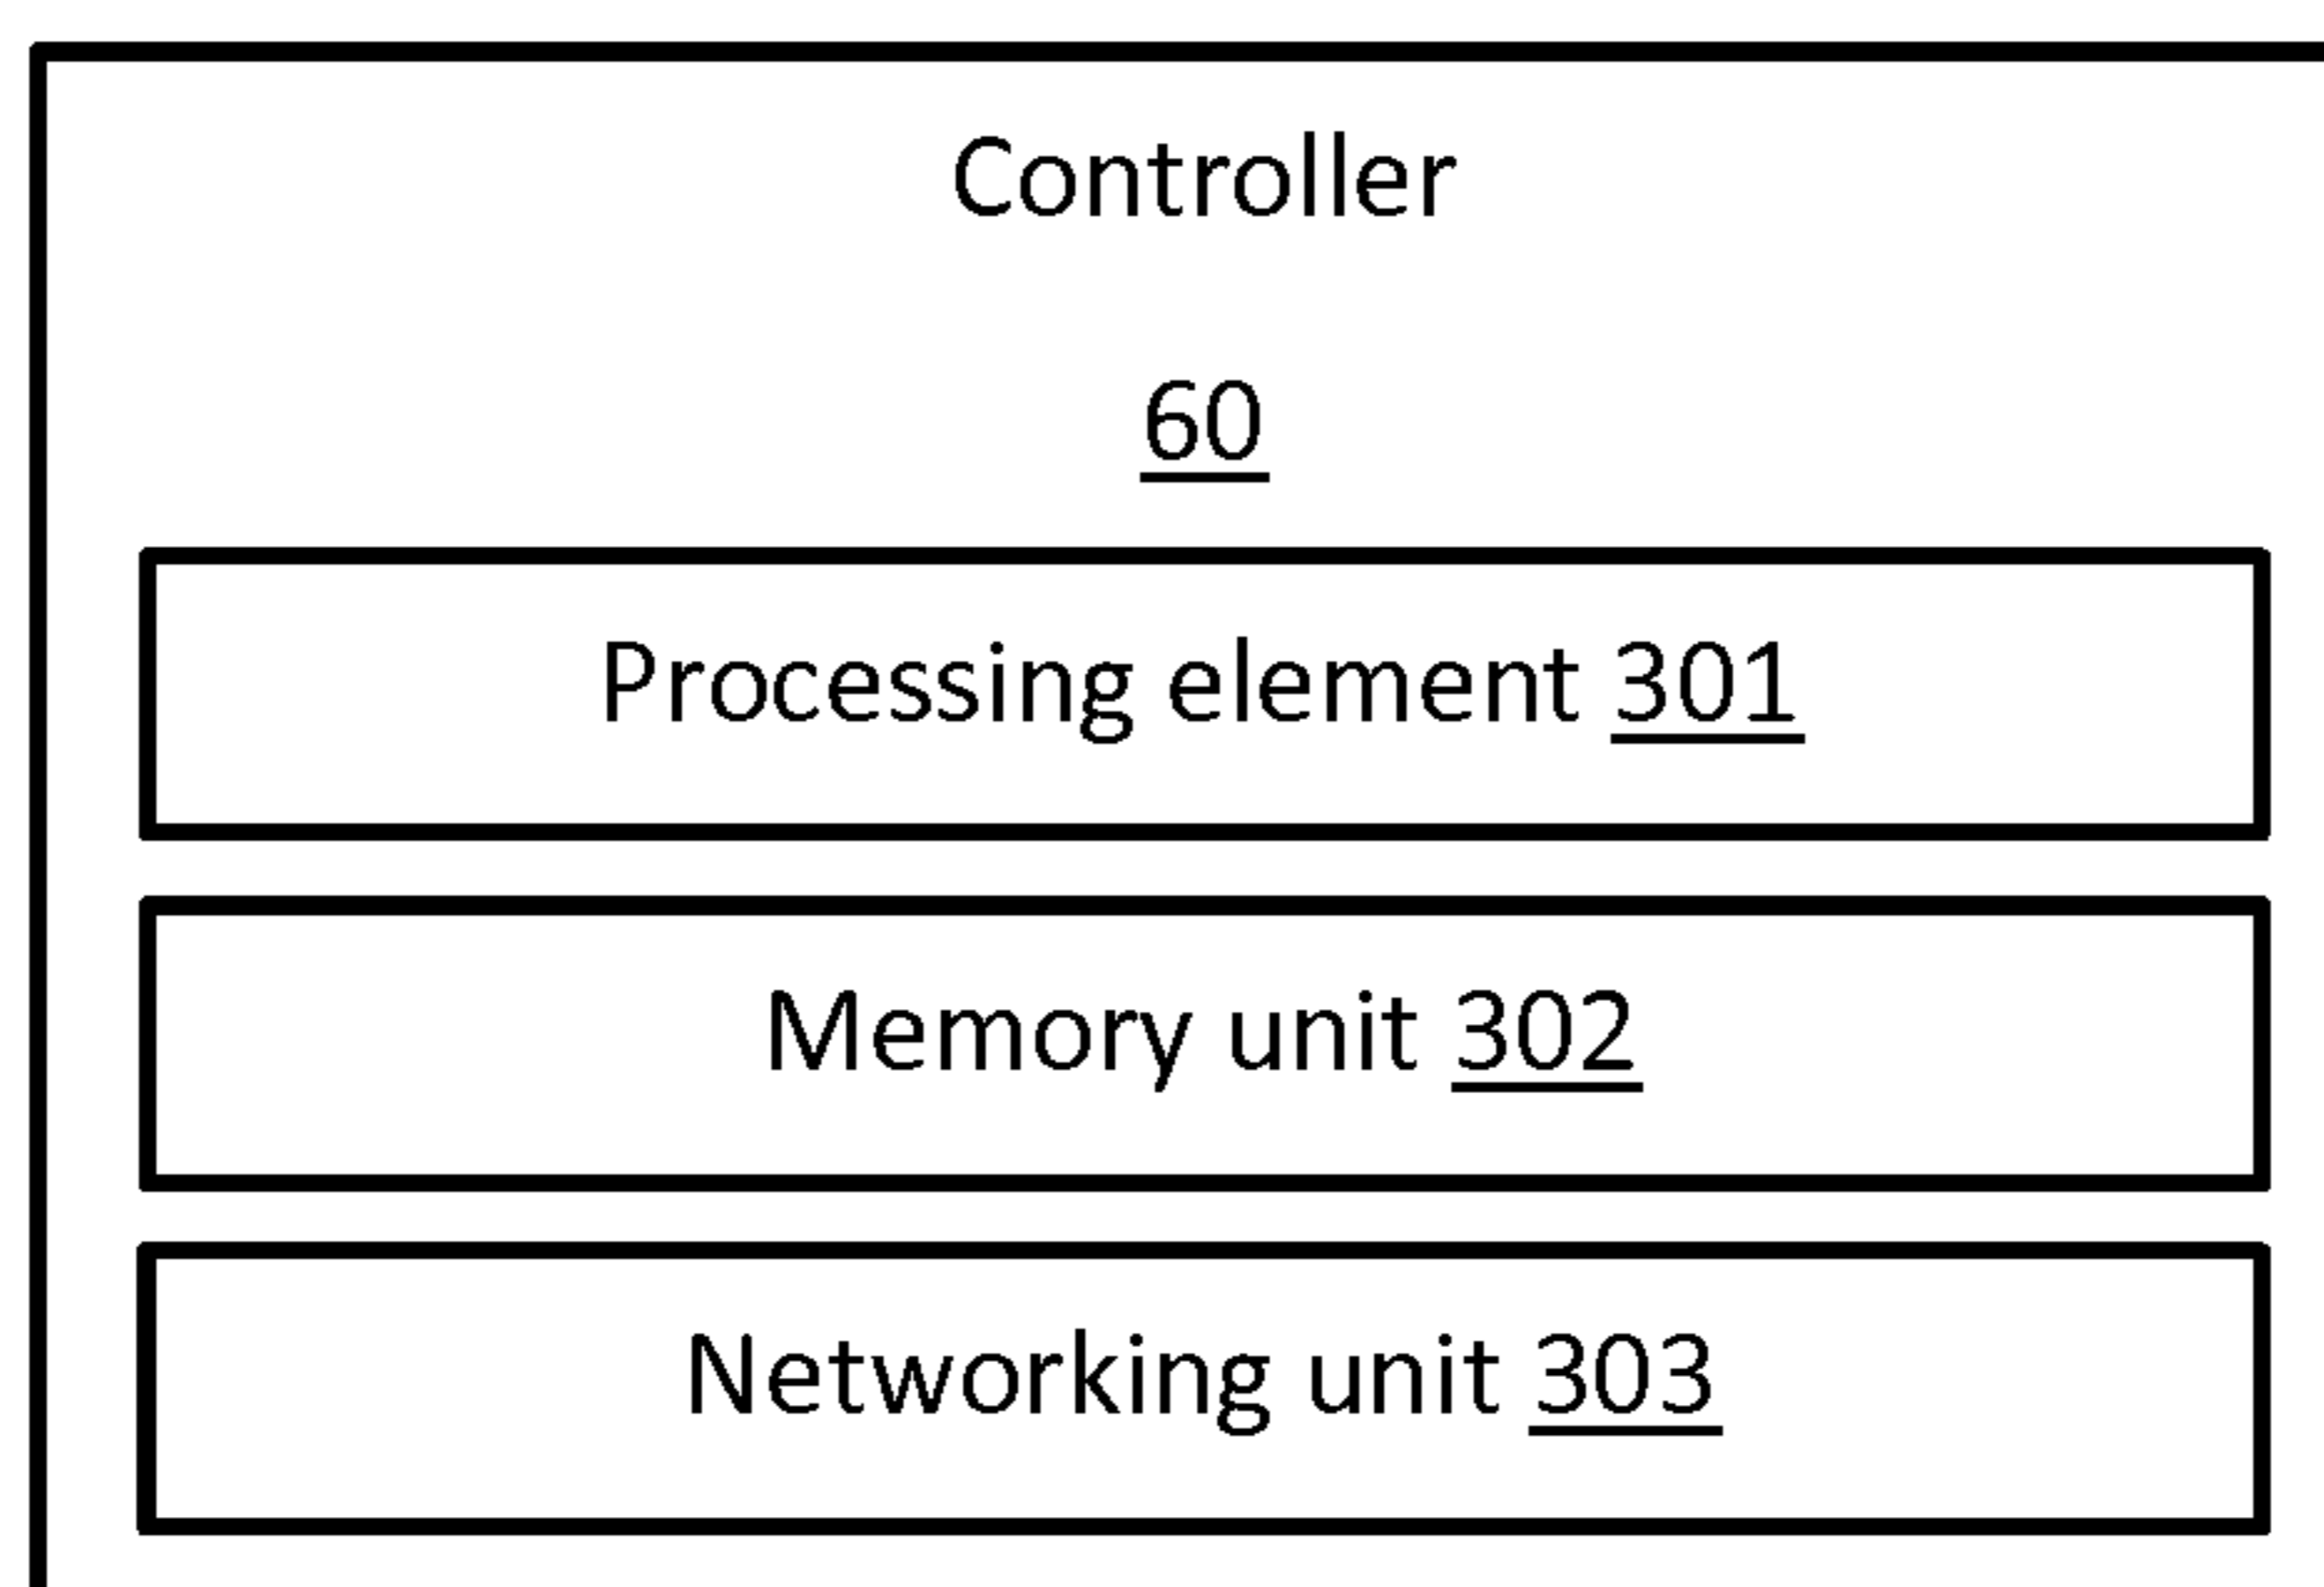 Controller
60
Processing element 301
Memory unit 302
Networking unit 303